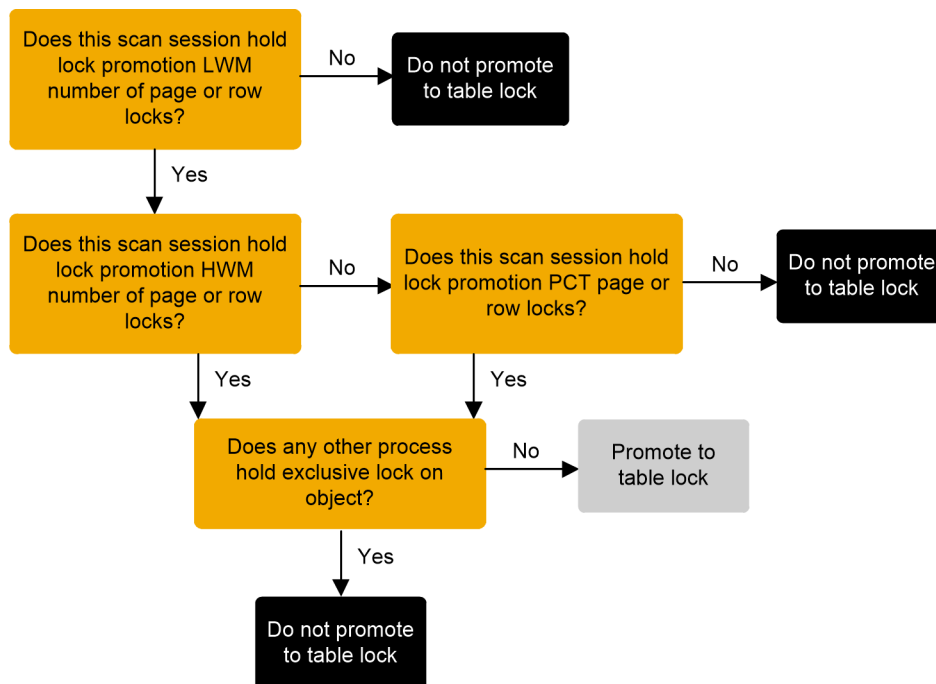 Does this scan session hold
lock promotion LWM
number of page or row
locks?
No
Do not promote
to table lock
Yes
Does this scan session hold
lock promotion HWM
number of page or row
locks?
No
Does this scan session hold
lock promotion PCT page or
row locks?
No
Do not promote
to table lock
Yes
Yes
Does any other process
hold exclusive lock on
object?
No
Promote to
table lock
Yes
Do not promote
to table lock